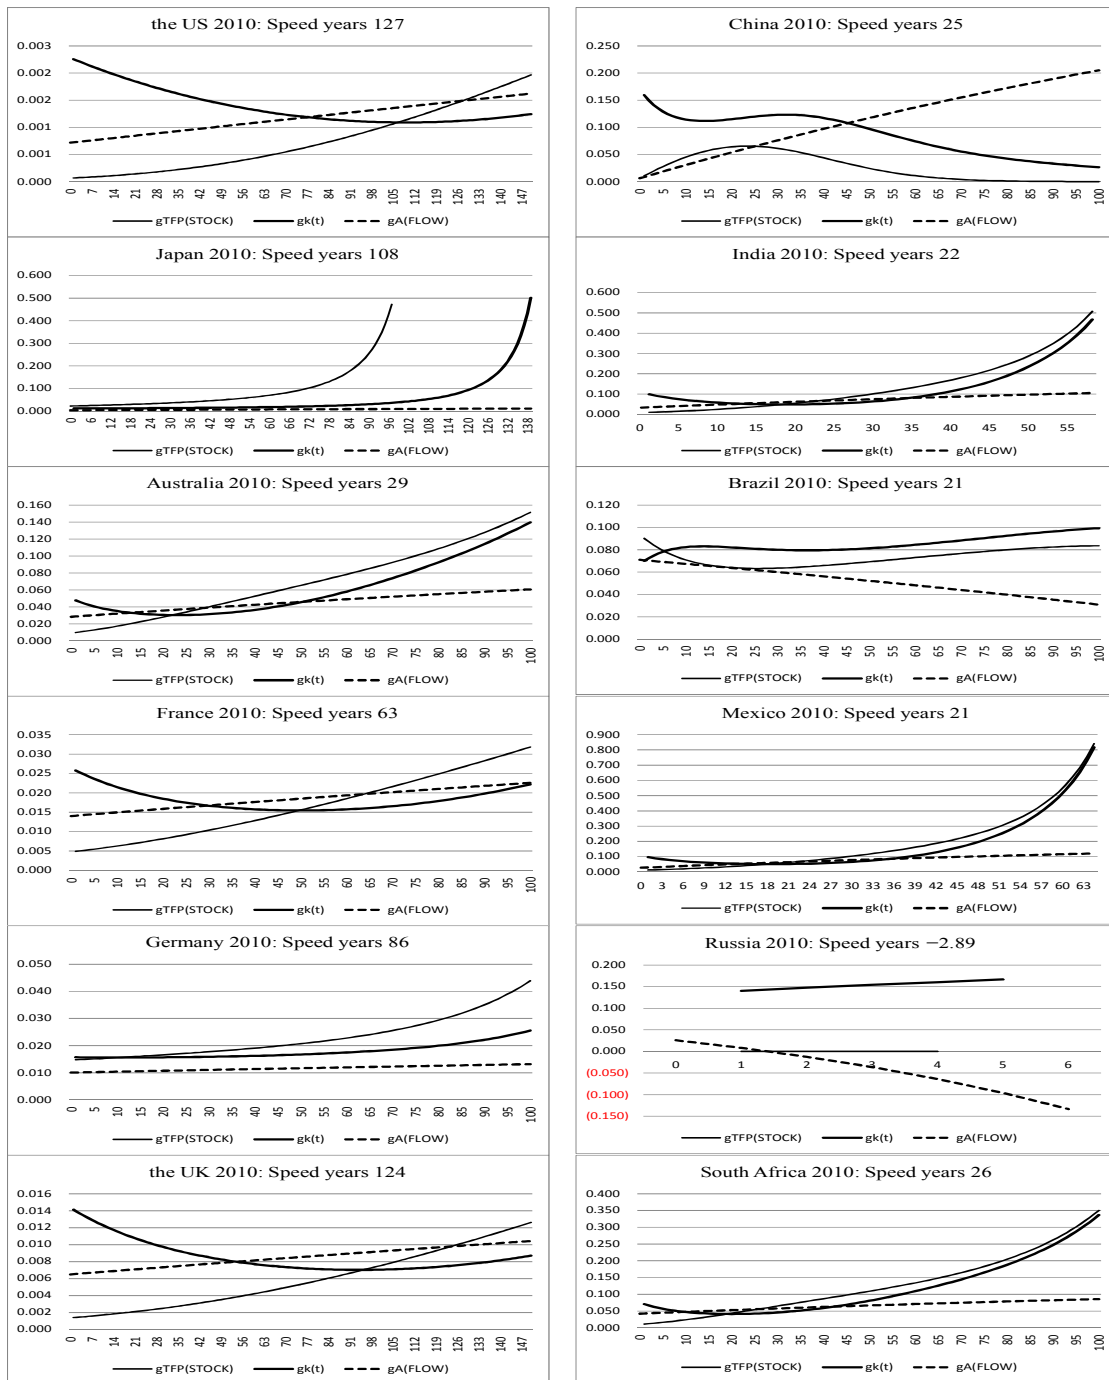 the US 2010: Speed years 127
0.003
0.002
0.002
0.001
0.001
0.000
0 7 14 21 28 35 42 49 56 63 70 77 84 91 98 105 112 119 126 133 140 147
gTFP(STOCK) gk(t) gA(FLOW)
China 2010: Speed years 25
0.250
0.200
0.150
0.100
0.050
0.000
0 5 10 15 20 25 30 35 40 45 50 55 60 65 70 75 80 85 90 95 100
gTFP(STOCK) gk(t) gA(FLOW)
Japan 2010: Speed years 108
0.600
0.500
0.400
0.300
0.200
0.100
0.000
0 6 12 18 24 30 36 42 48 54 60 66 72 78 84 90 96 102 108 114 120 126 132 138
gTFP(STOCK) gk(t) gA(FLOW)
India 2010: Speed years 22
0.600
0.500
0.400
0.300
0.200
0.100
0.000
0 5 10 15 20 25 30 35 40 45 50 55
gTFP(STOCK) gk(t) gA(FLOW)
Australia 2010: Speed years 29
0.160
0.140
0.120
0.100
0.080
0.060
0.040
0.020
0.000
0 5 10 15 20 25 30 35 40 45 50 55 60 65 70 75 80 85 90 95 100
gTFP(STOCK) gk(t) gA(FLOW)
Brazil 2010: Speed years 21
0.120
0.100
0.080
0.060
0.040
0.020
0.000
0 5 10 15 20 25 30 35 40 45 50 55 60 65 70 75 80 85 90 95 100
gTFP(STOCK) gk(t) gA(FLOW)
France 2010: Speed years 63
0.035
0.030
0.025
0.020
0.015
0.010
0.005
0.000
0 5 10 15 20 25 30 35 40 45 50 55 60 65 70 75 80 85 90 95 100
gTFP(STOCK) gk(t) gA(FLOW)
Mexico 2010: Speed years 21
0.900
0.800
0.700
0.600
0.500
0.400
0.300
0.200
0.100
0.000
0 3 6 9 12 15 18 21 24 27 30 33 36 39 42 45 48 51 54 57 60 63
gTFP(STOCK) gk(t) gA(FLOW)
Germany 2010: Speed years 86
0.050
0.040
0.030
0.020
0.010
0.000
0 5 10 15 20 25 30 35 40 45 50 55 60 65 70 75 80 85 90 95 100
gTFP(STOCK) gk(t) gA(FLOW)
Russia 2010: Speed years −2.89
0.200
0.150
0.100
0.050
0.000
(0.050)
(0.100)
(0.150)
0 1 2 3 4 5 6
gTFP(STOCK) gk(t) gA(FLOW)
the UK 2010: Speed years 124
0.016
0.014
0.012
0.010
0.008
0.006
0.004
0.002
0.000
0 7 14 21 28 35 42 49 56 63 70 77 84 91 98 105 112 119 126 133 140 147
gTFP(STOCK) gk(t) gA(FLOW)
South Africa 2010: Speed years 26
0.400
0.350
0.300
0.250
0.200
0.150
0.100
0.050
0.000
0 5 10 15 20 25 30 35 40 45 50 55 60 65 70 75 80 85 90 95 100
gTFP(STOCK) gk(t) gA(FLOW)